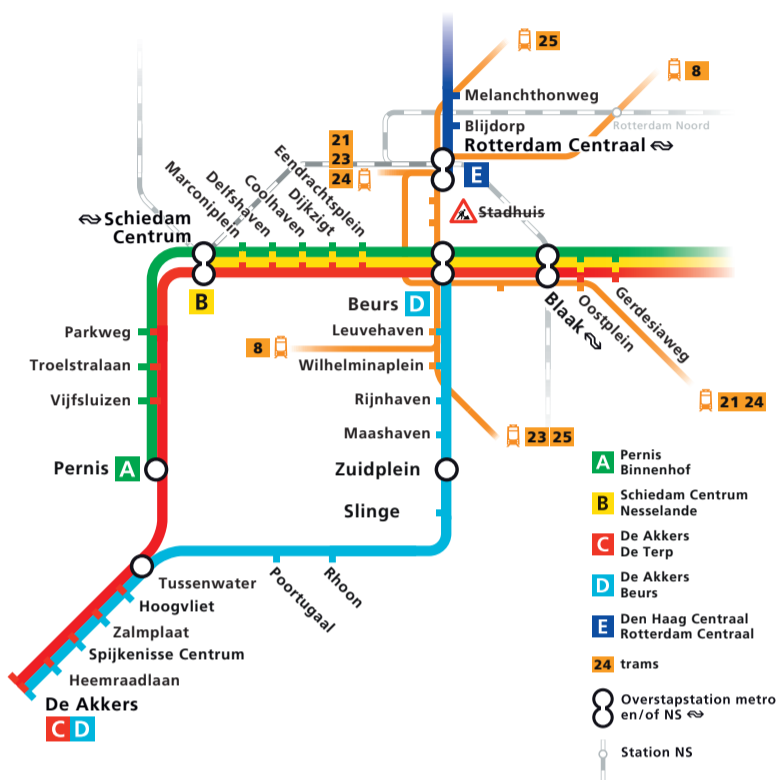 25
8
Melanchthonweg
Rotterdam Noord
Blijdorp
Rotterdam Centraal
21
23
24
E
Eendrachtsplein
Dijkzigt
Coolhaven
Delfshaven
Marconiplein
Stadhuis
Schiedam
Centrum
B
Beurs D
Blaak
Oostplein
Gerdesiaweg
Parkweg
Leuvehaven
8
Troelstralaan
Wilhelminaplein
Vijfsluizen
Rijnhaven
21 24
Maashaven
23 25
Pernis A
Zuidplein
Slinge
Tussenwater
Poortugaal
Rhoon
Hoogvliet
Zalmplaat
Spijkenisse Centrum
Heemraadlaan
De Akkers
C D
A Pernis
Binnenhof
B Schiedam Centrum
Nesselande
C De Akkers
De Terp
D De Akkers
Beurs
E Den Haag Centraal
Rotterdam Centraal
24 trams
Overstapstation metro
en/of NS
Station NS